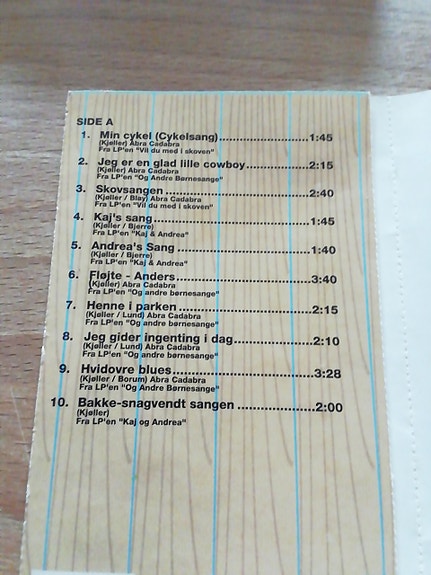 SIDE A
1. Min cykel (Cykelsang)..................1:45
(Kjøller) Abra Cadabra
Fra LP'en "Vil du med i skoven"
2. Jeg er en glad lille cowboy.............2:15
(Kjøller) Abra Cadabra
Fra LP'en "Og Andre Børnesange"
3. Skovsangen..............................2:40
(Kjøller / Blay) Abra Cadabra
Fra LP'en "Vil du med i skoven"
4. Kaj's sang................................1:45
(Kjøller / Bjerre)
Fra LP'en "Kaj & Andrea"
5. Andrea's Sang...........................1:40
(Kjøller / Bjerre)
Fra LP'en "Kaj & Andrea"
6. Fløjte - Anders...........................3:40
(Kjøller) Abra Cadabra
Fra LP'en "Og andre børnesange"
7. Henne i parken...........................2:15
(Kjøller / Lund) Abra Cadabra
Fra LP'en "Og andre børnesange"
8. Jeg gider ingenting i dag................2:10
(Kjøller / Lund) Abra Cadabra
Fra LP'en "Og andre børnesange"
9. Hvidovre blues...........................3:28
(Kjøller / Borum) Abra Cadabra
Fra LP'en "Og Andre Børnesange"
10. Bakke-snagvendt sangen................2:00
(Kjøller)
Fra LP'en "Kaj og Andrea"